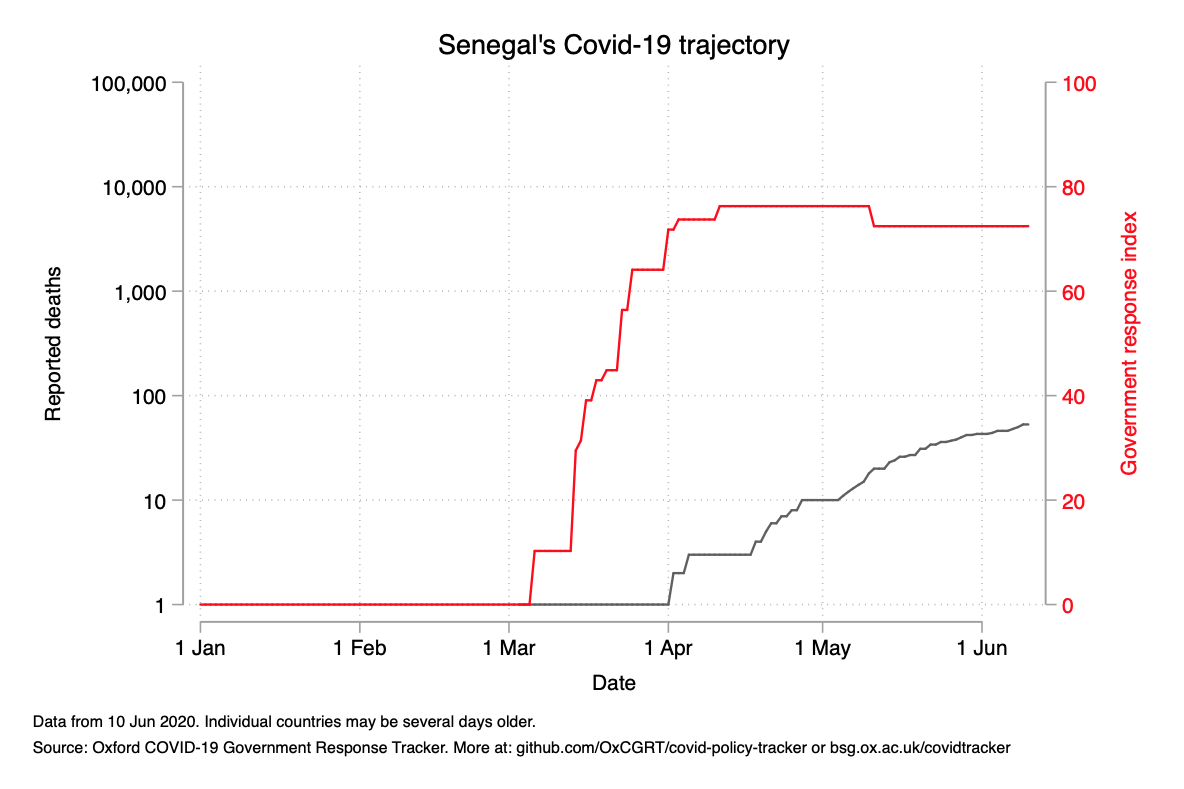 Senegal's Covid-19 trajectory
100,000
10,000
1,000
100
10
1
Reported deaths
100
80
60
40
20
0
Government response index
1 Jan 1 Feb 1 Mar 1 Apr 1 May 1 Jun
Date
Data from 10 Jun 2020. Individual countries may be several days older.
Source: Oxford COVID-19 Government Response Tracker. More at: github.com/OxCGRT/covid-policy-tracker or bsg.ox.ac.uk/covidtracker